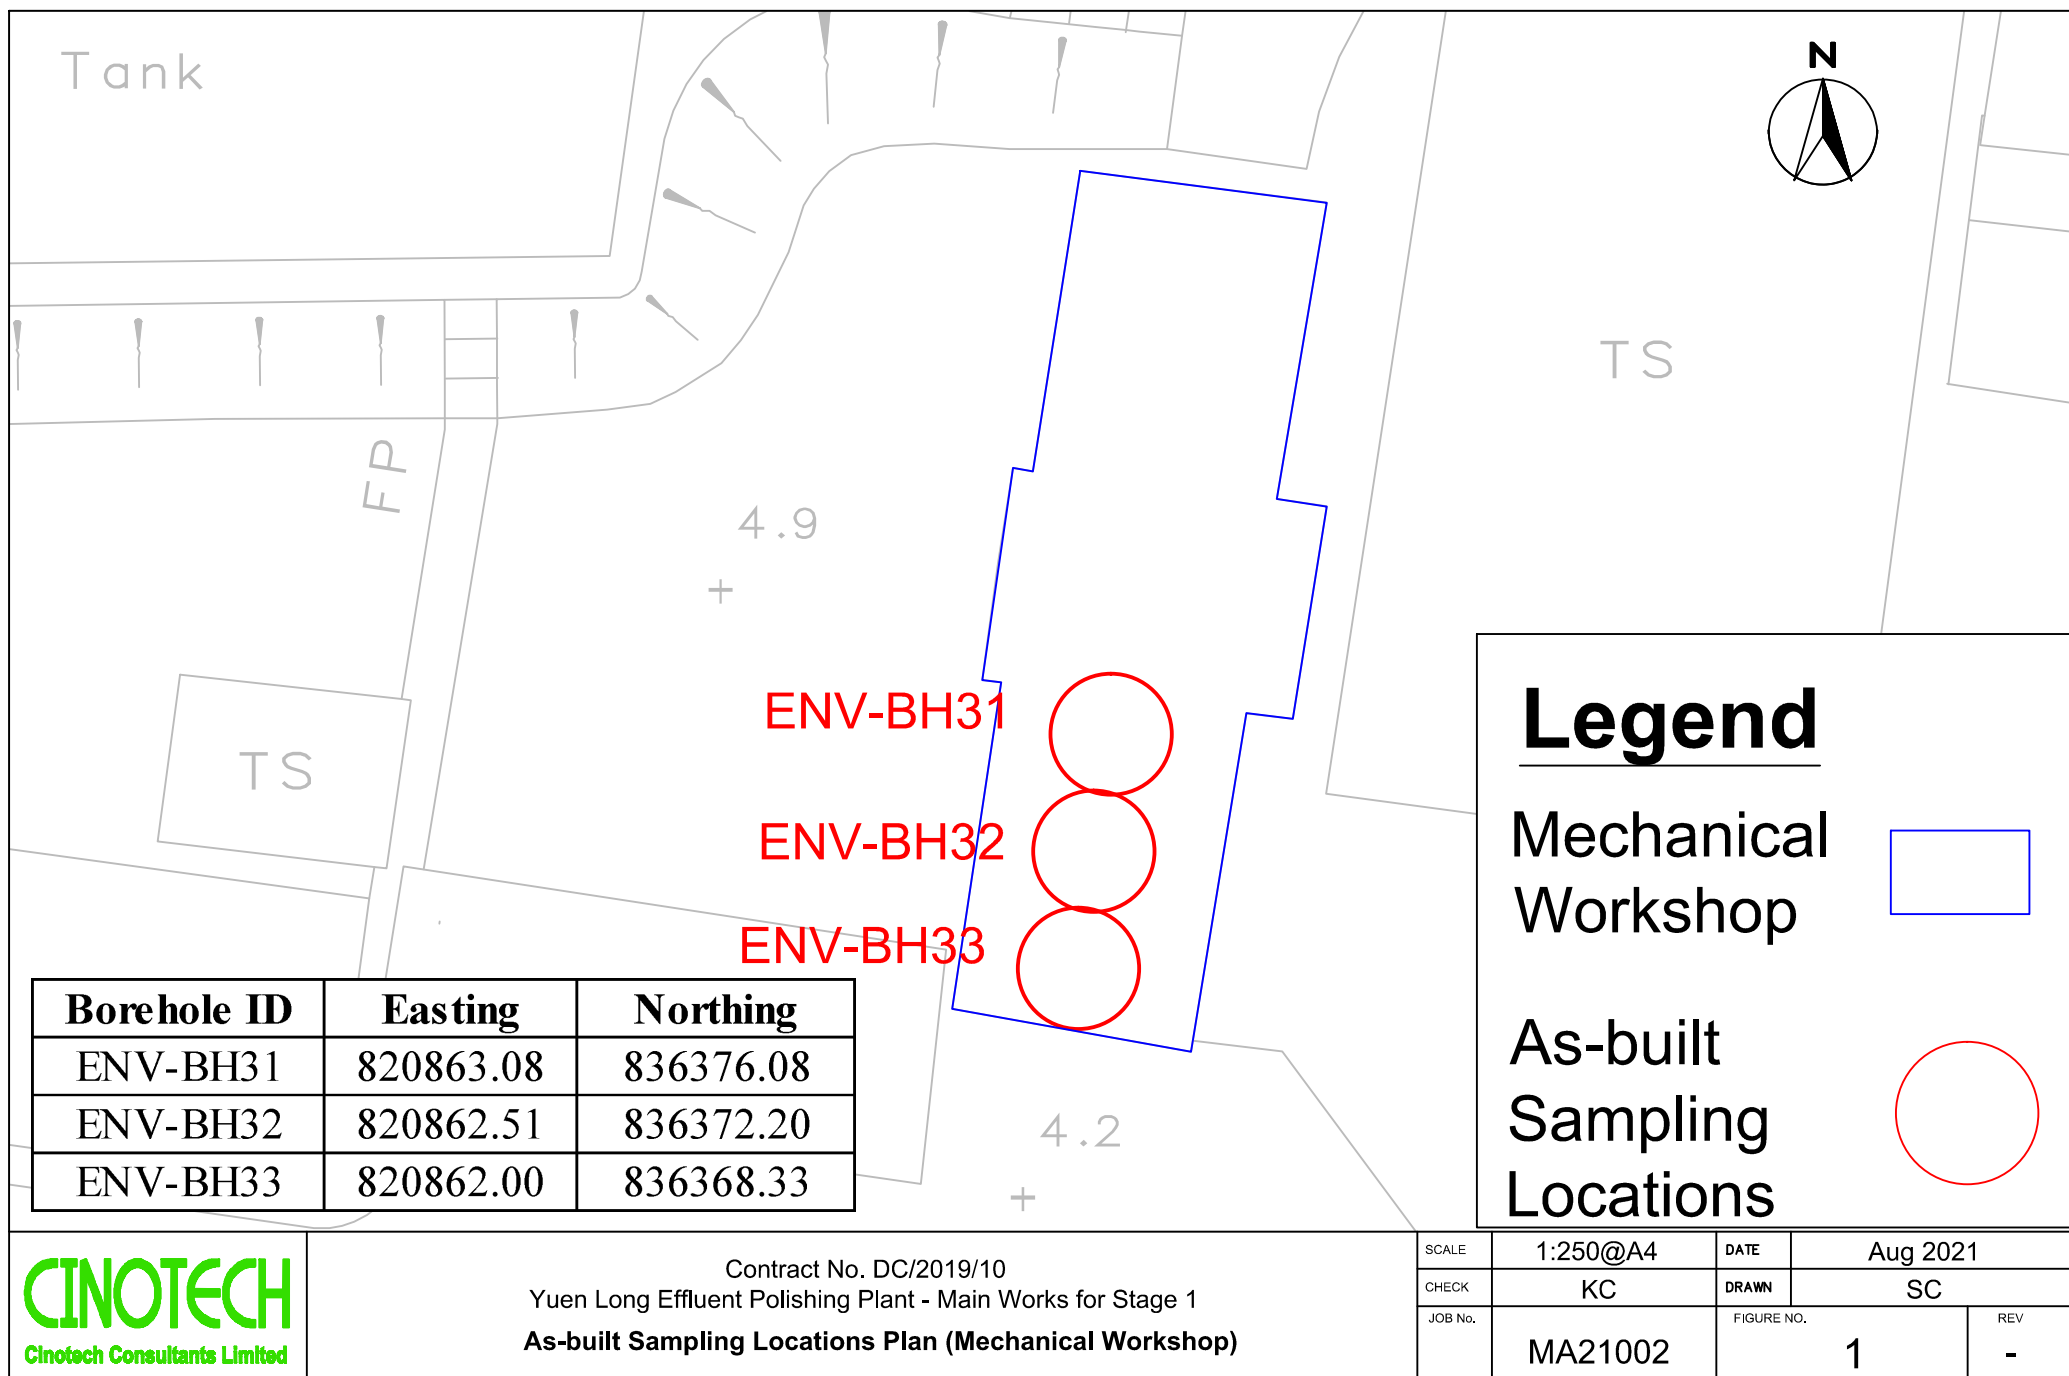 Tank
N
TS
FP
4.9
TS
ENV-BH31
ENV-BH32
ENV-BH33
4.2
Legend
Mechanical
Workshop
As-built
Sampling
Locations
Borehole ID Easting Northing
ENV-BH31 820863.08 836376.08
ENV-BH32 820862.51 836372.20
ENV-BH33 820862.00 836368.33
CINOTECH
Cinotech Consultants Limited
Contract No. DC/2019/10
Yuen Long Effluent Polishing Plant - Main Works for Stage 1
As-built Sampling Locations Plan (Mechanical Workshop)
SCALE 1:250@A4 DATE Aug 2021
CHECK KC DRAWN SC
JOB No. MA21002 FIGURE NO. 1 REV -